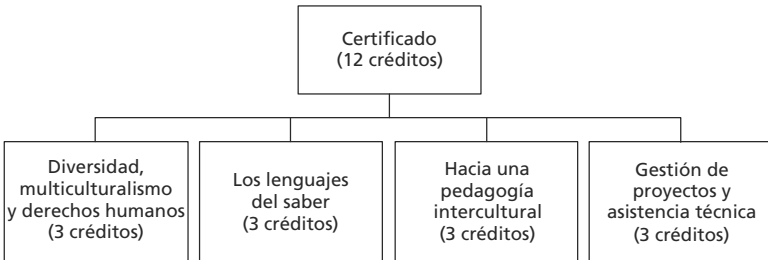 Certificado
(12 créditos)
Diversidad,
multiculturalismo
y derechos humanos
(3 créditos)
Los lenguajes
del saber
(3 créditos)
Hacia una
pedagogía
intercultural
(3 créditos)
Gestión de
proyectos y
asistencia técnica
(3 créditos)